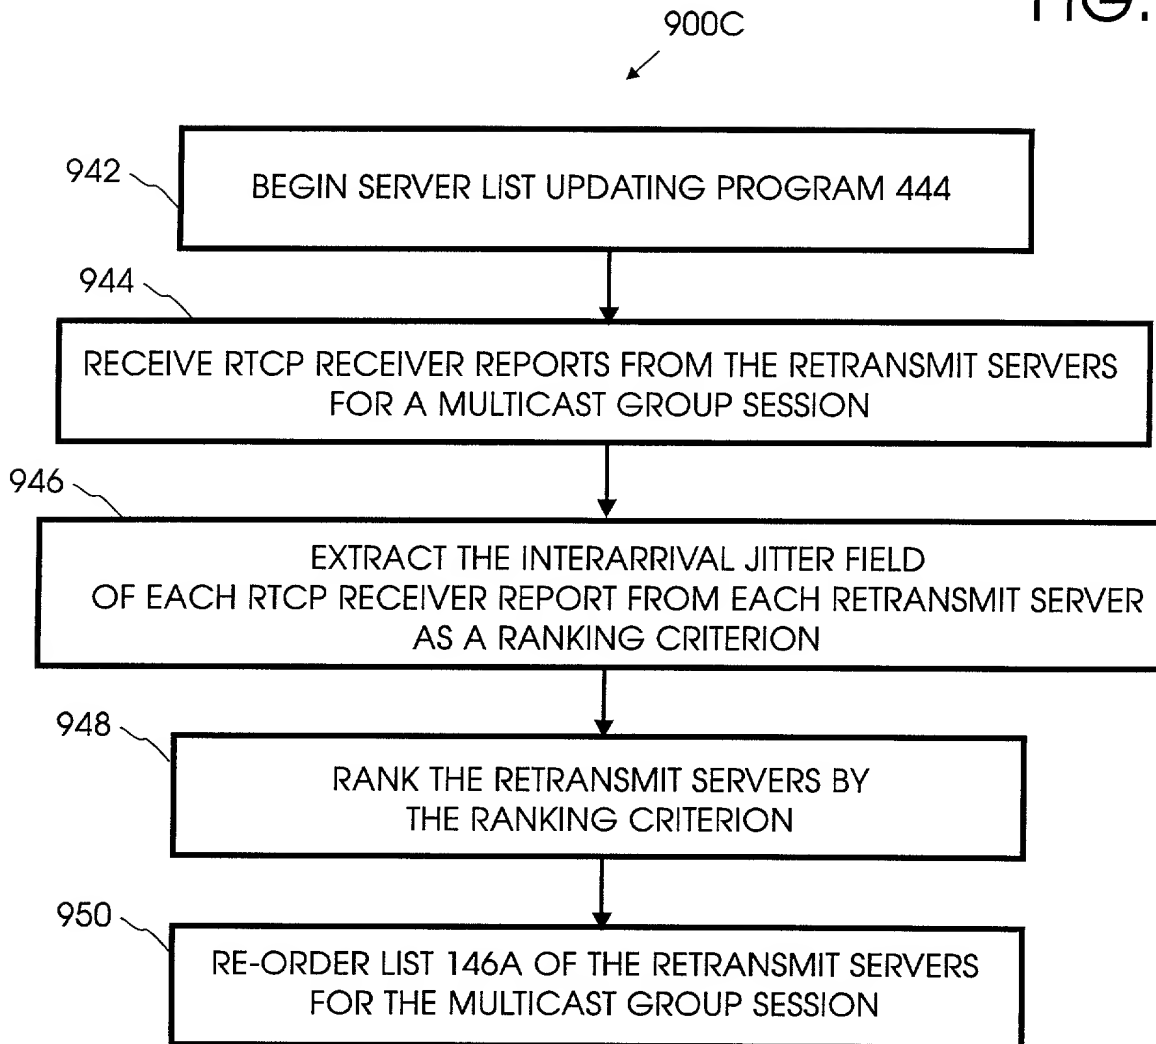 FIG.
900C
942
BEGIN SERVER LIST UPDATING PROGRAM 444
944
RECEIVE RTCP RECEIVER REPORTS FROM THE RETRANSMIT SERVERS
FOR A MULTICAST GROUP SESSION
946
EXTRACT THE INTERARRIVAL JITTER FIELD
OF EACH RTCP RECEIVER REPORT FROM EACH RETRANSMIT SERVER
AS A RANKING CRITERION
948
RANK THE RETRANSMIT SERVERS BY
THE RANKING CRITERION
950
RE-ORDER LIST 146A OF THE RETRANSMIT SERVERS
FOR THE MULTICAST GROUP SESSION